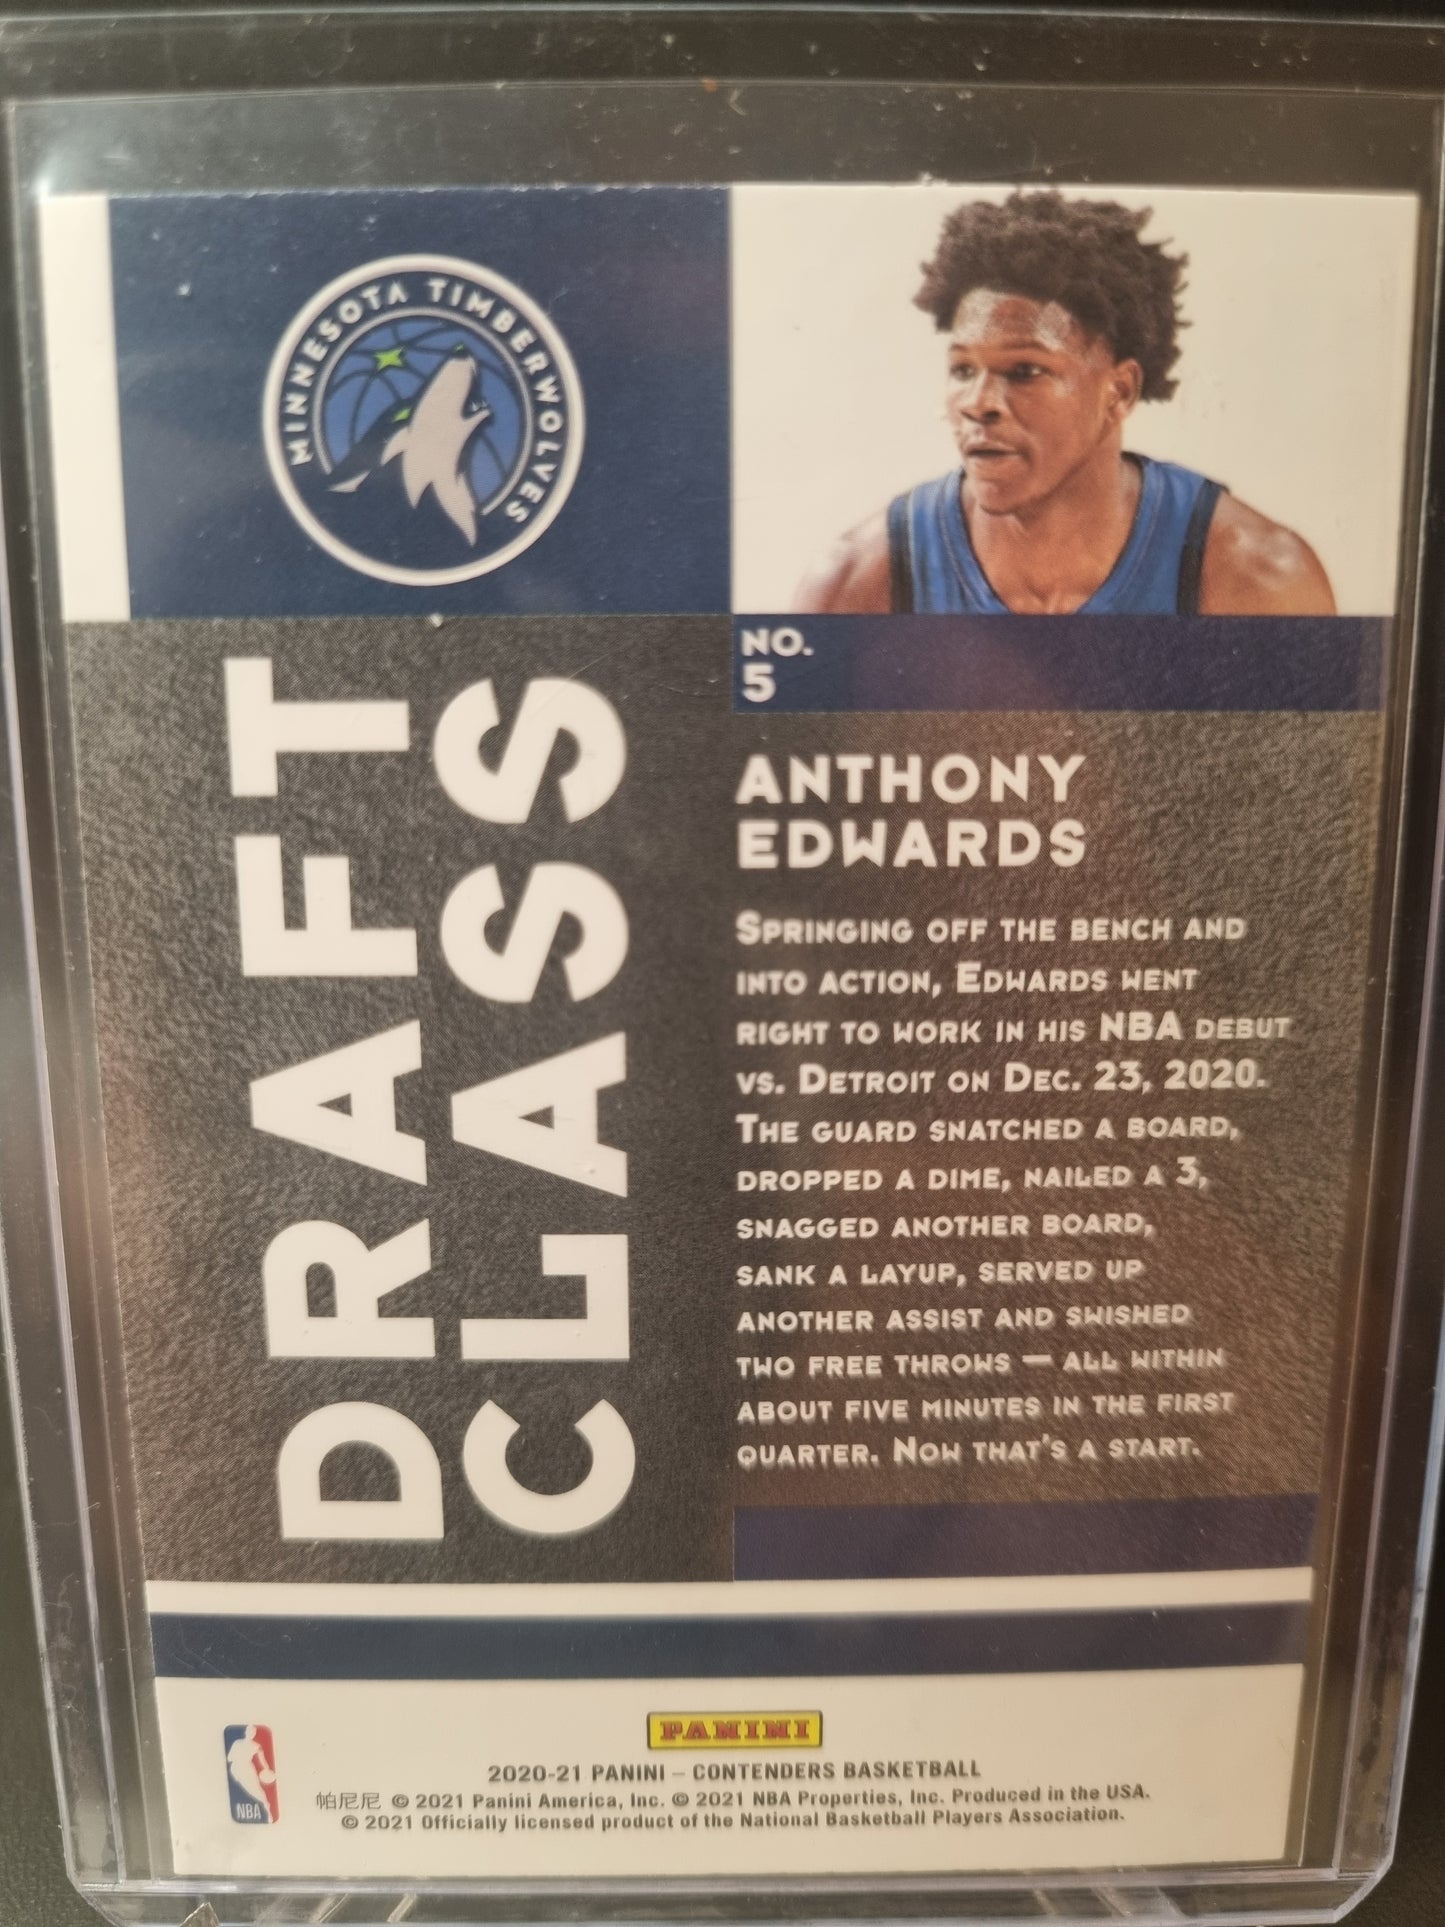 MINNESOTA TIMBERWOLVES
DRAFT
CLASS
NO.
5
ANTHONY
EDWARDS
SPRINGING OFF THE BENCH AND
INTO ACTION, EDWARDS WENT
RIGHT TO WORK IN HIS NBA DEBUT
VS. DETROIT ON DEC. 23, 2020.
THE GUARD SNATCHED A BOARD,
DROPPED A DIME, NAILED A 3,
SNAGGED ANOTHER BOARD,
SANK A LAYUP, SERVED UP
ANOTHER ASSIST AND SWISHED
TWO FREE THROWS — ALL WITHIN
ABOUT FIVE MINUTES IN THE FIRST
QUARTER. NOW THAT'S A START.
PANINI
NBA
2020-21 PANINI – CONTENDERS BASKETBALL
帕尼尼 © 2021 Panini America, Inc. © 2021 NBA Properties, Inc. Produced in the USA.
© 2021 Officially licensed product of the National Basketball Players Association.